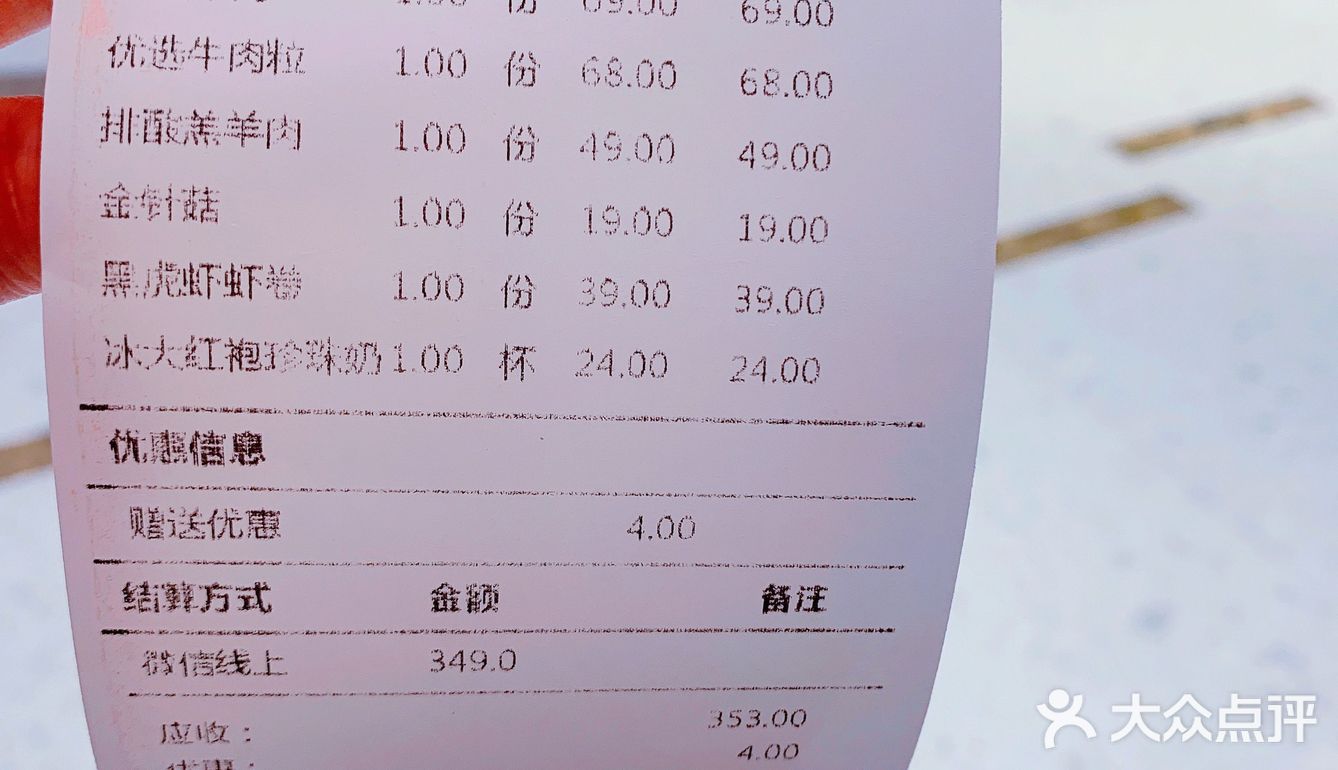 69.00 69.00
优选牛肉粒 1.00 份 68.00 68.00
排酸羔羊肉 1.00 份 49.00 49.00
金针菇 1.00 份 19.00 19.00
黑虎虾虾卷 1.00 份 39.00 39.00
冰大红袍珍珠奶 1.00 杯 24.00 24.00
优惠信息
赠送优惠 4.00
结算方式 金额 备注
微信线上 349.0
应收： 353.00
优惠： 4.00
大众点评